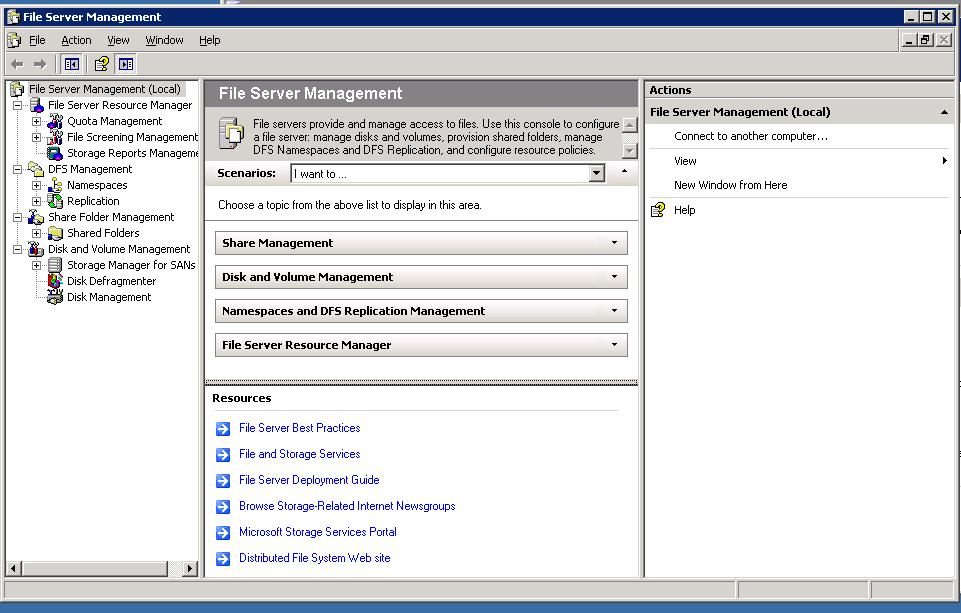 File Server Management
File Action View Window Help
File Server Management (Local)
File Server Resource Manager
Quota Management
File Screening Management
Storage Reports Manageme
DFS Management
Namespaces
Replication
Share Folder Management
Shared Folders
Disk and Volume Management
Storage Manager for SANs
Disk Defragmenter
Disk Management
File Server Management
File servers provide and manage access to files. Use this console to configure
a file server: manage disks and volumes, provision shared folders, manage
DFS Namespaces and DFS Replication, and configure resource policies.
Scenarios: I want to ...
Choose a topic from the above list to display in this area.
Share Management
Disk and Volume Management
Namespaces and DFS Replication Management
File Server Resource Manager
Resources
File Server Best Practices
File and Storage Services
File Server Deployment Guide
Browse Storage-Related Internet Newsgroups
Microsoft Storage Services Portal
Distributed File System Web site
Actions
File Server Management (Local)
Connect to another computer...
View
New Window from Here
Help